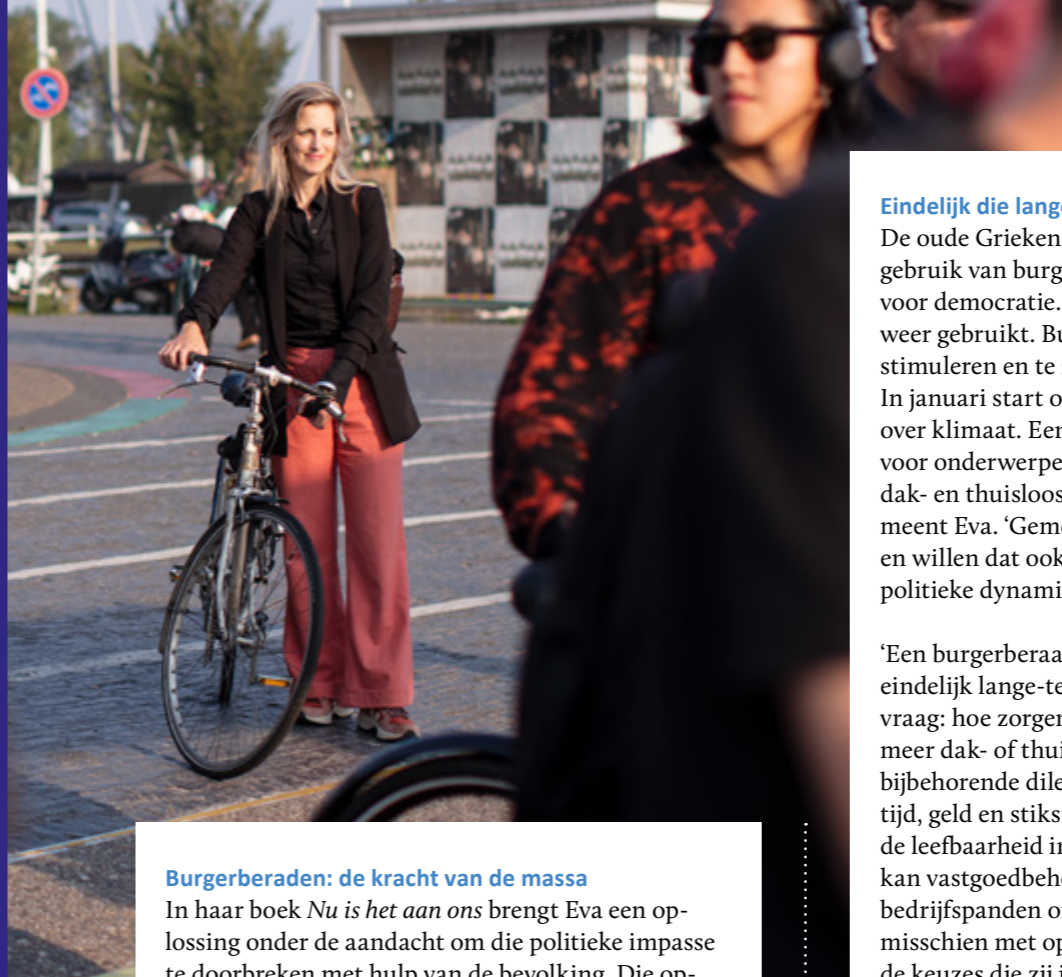 Burgerberaden: de kracht van de massa
In haar boek Nu is het aan ons brengt Eva een op-
lossing onder de aandacht om die politieke impasse
te doorbreken met hulp van de bevolking. Die op-
Eindelijk die lang
De oude Grieken
gebruik van burg
voor democratie.
weer gebruikt. Bu
stimuleren en te
In januari start o
over klimaat. Een
voor onderwerpe
dak- en thuisloos
meent Eva. ‘Geme
en willen dat ook
politieke dynami
‘Een burgerberaa
eindelijk lange-te
vraag: hoe zorgen
meer dak- of thui
bijbehorende dile
tijd, geld en stiks
de leefbaarheid in
kan vastgoedbehe
bedrijfspanden o
misschien met op
de keuzes die zij